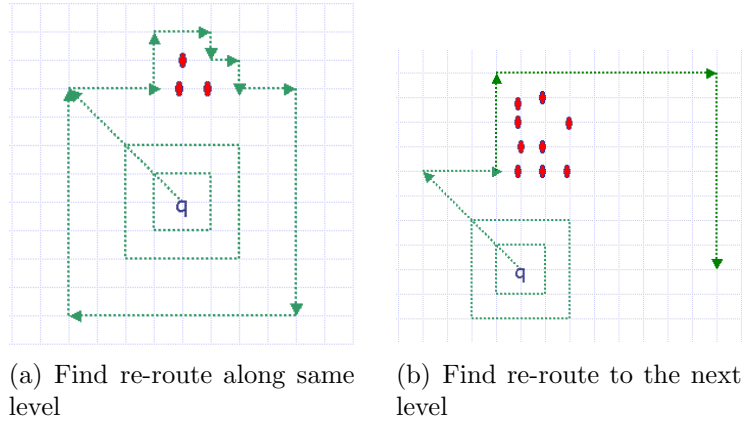 q
q
(a) Find re-route along same
level
(b) Find re-route to the next
level